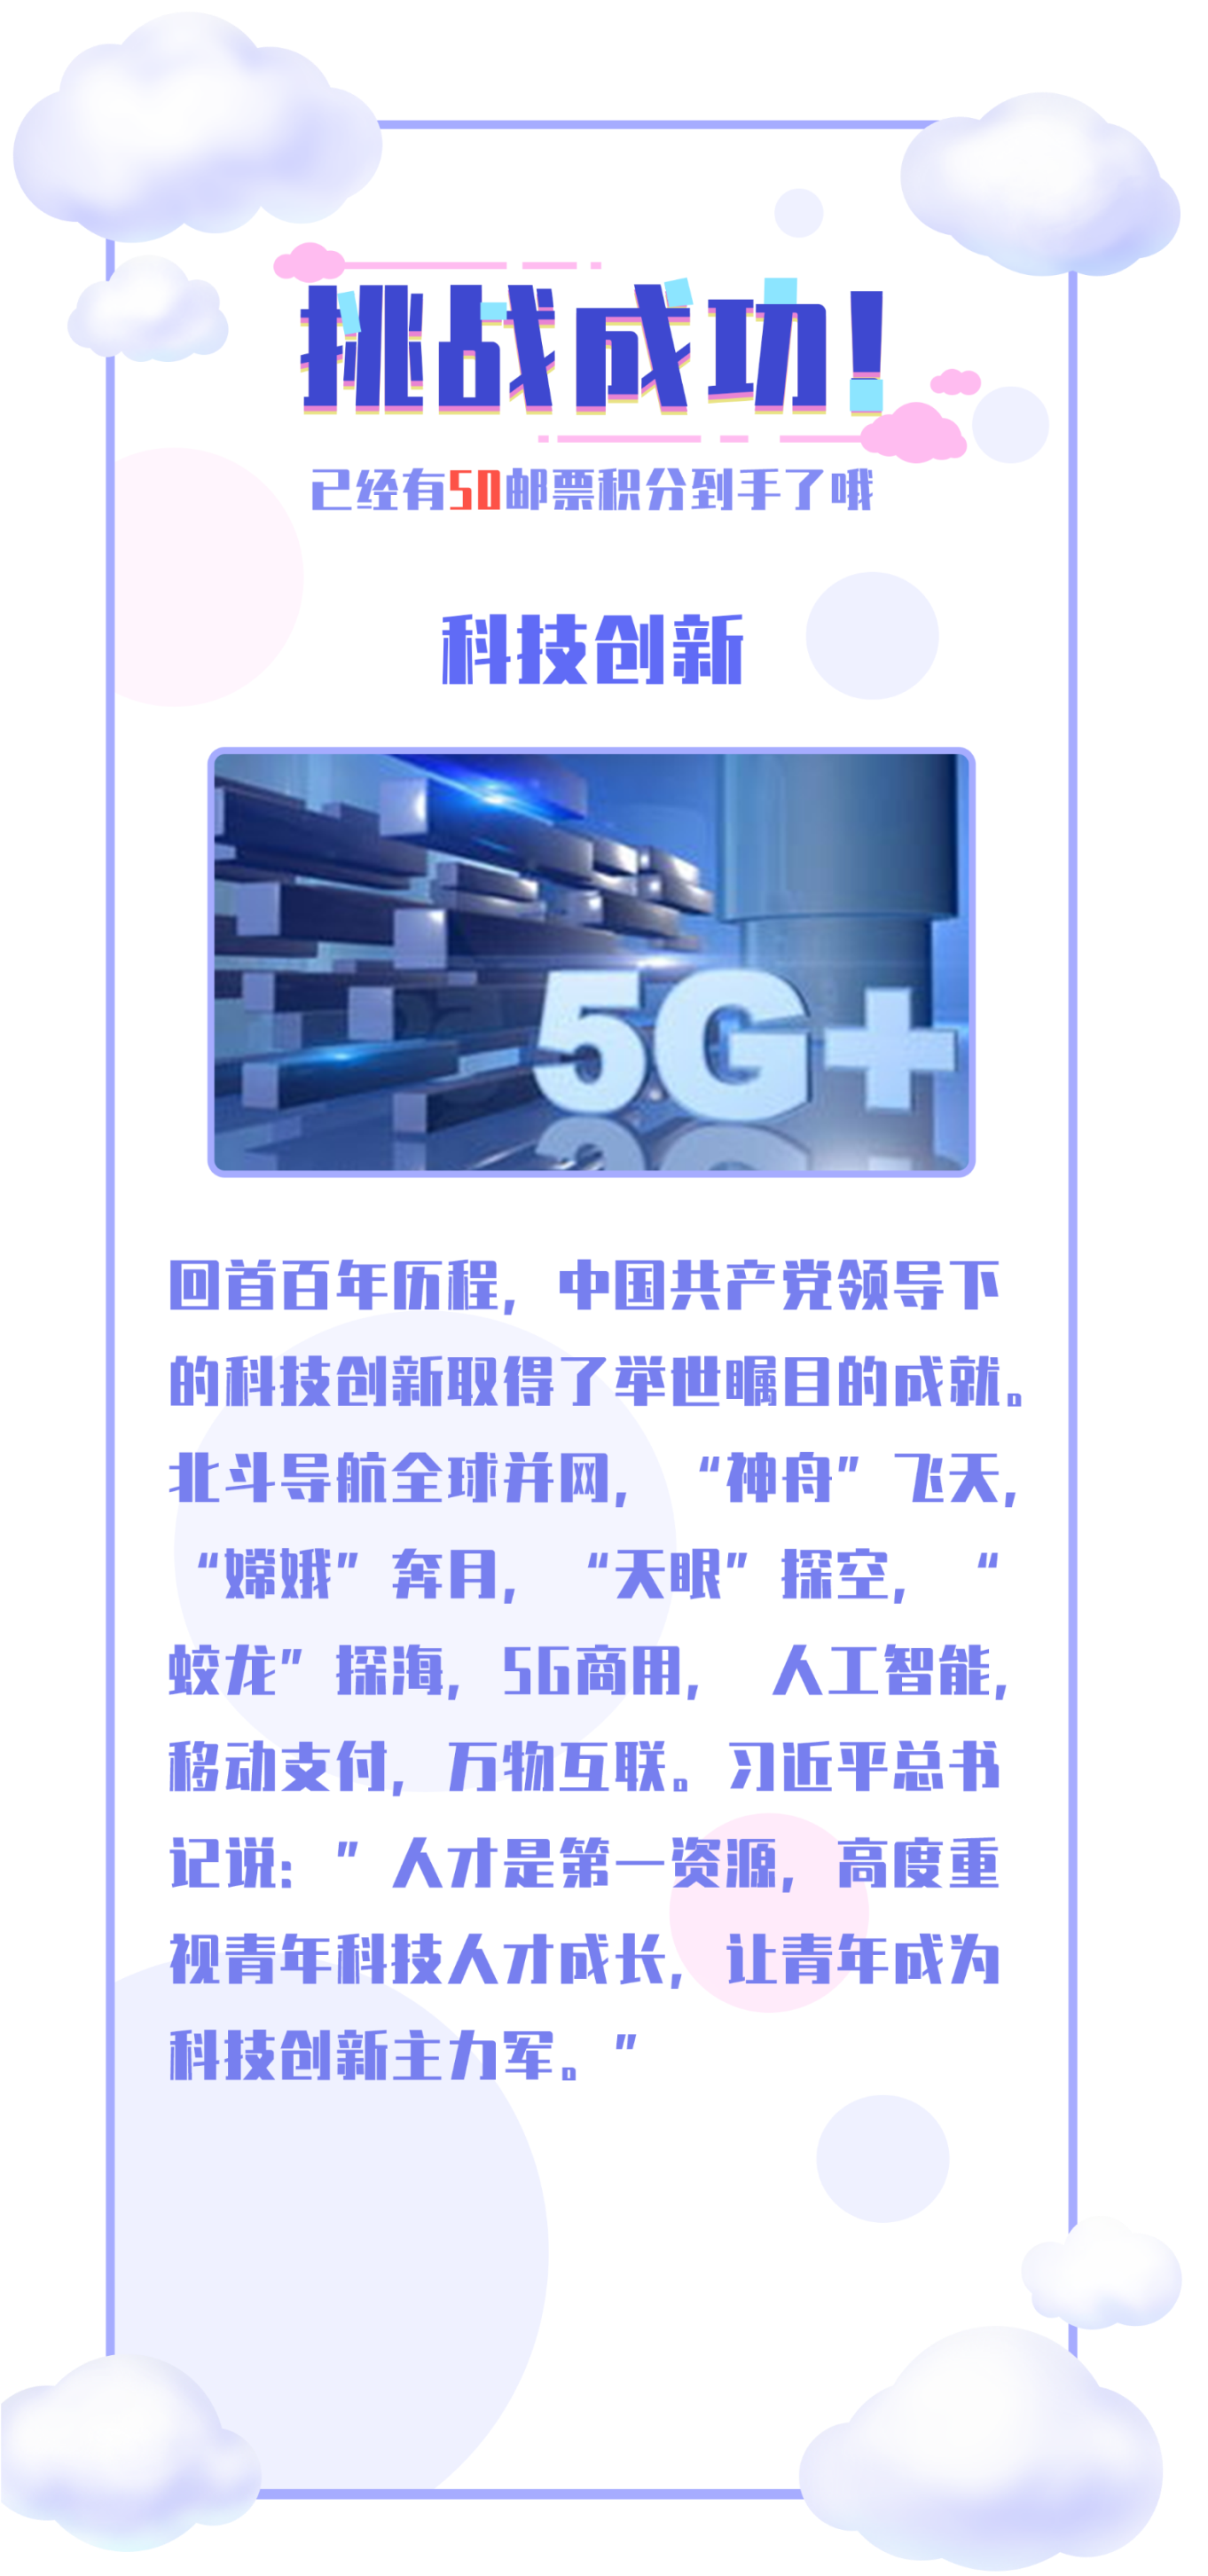 挑战成功!
已经有50邮票积分到手了哦
科技创新
5G+
回首百年历程，中国共产党领导下
的科技创新取得了举世瞩目的成就。
北斗导航全球并网，“神舟”飞天，
“嫦娥”奔月，“天眼”探空，“
蛟龙”探海，5G商用， 人工智能，
移动支付，万物互联。习近平总书
记说：”人才是第一资源，高度重
视青年科技人才成长，让青年成为
科技创新主力军。”